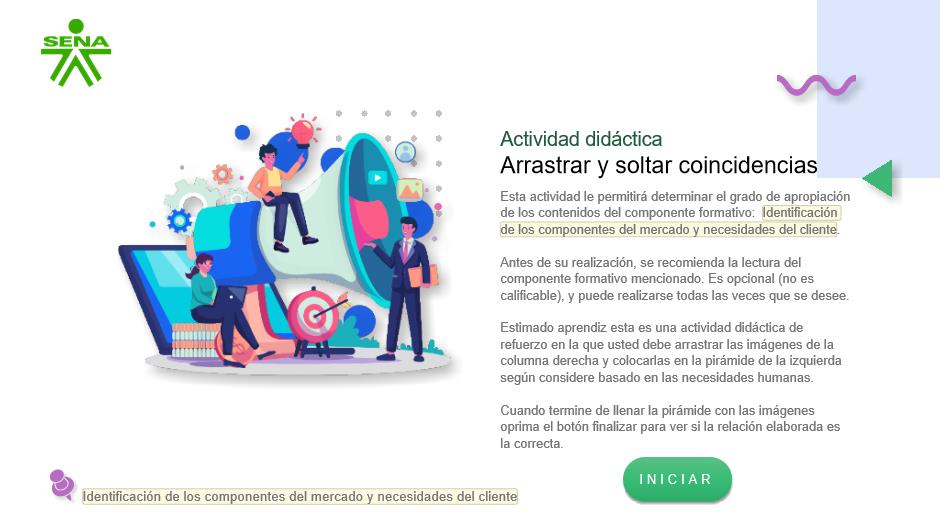 SENA
Actividad didáctica
Arrastrar y soltar coincidencias
Esta actividad le permitirá determinar el grado de apropiación
de los contenidos del componente formativo: Identificación
de los componentes del mercado y necesidades del cliente.
Antes de su realización, se recomienda la lectura del
componente formativo mencionado. Es opcional (no es
calificable), y puede realizarse todas las veces que se desee.
Estimado aprendiz esta es una actividad didáctica de
refuerzo en la que usted debe arrastrar las imágenes de la
columna derecha y colocarlas en la pirámide de la izquierda
según considere basado en las necesidades humanas.
Cuando termine de llenar la pirámide con las imágenes
oprima el botón finalizar para ver si la relación elaborada es
la correcta.
INICIAR
Identificación de los componentes del mercado y necesidades del cliente